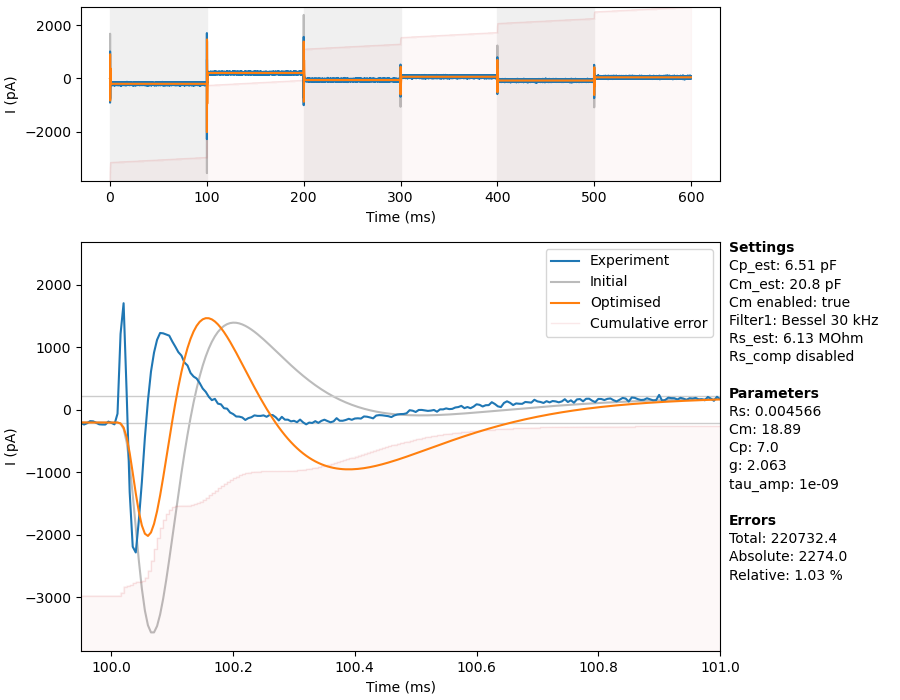 2000
0
−2000
I (pA)
0
100
200
300
400
500
600
Time (ms)
2000
1000
0
−1000
−2000
−3000
I (pA)
Experiment
Initial
Optimised
Cumulative error
100.0
100.2
100.4
100.6
100.8
101.0
Time (ms)
Settings
Cp_est: 6.51 pF
Cm_est: 20.8 pF
Cm enabled: true
Filter1: Bessel 30 kHz
Rs_est: 6.13 MOhm
Rs_comp disabled
Parameters
Rs: 0.004566
Cm: 18.89
Cp: 7.0
g: 2.063
tau_amp: 1e-09
Errors
Total: 220732.4
Absolute: 2274.0
Relative: 1.03 %